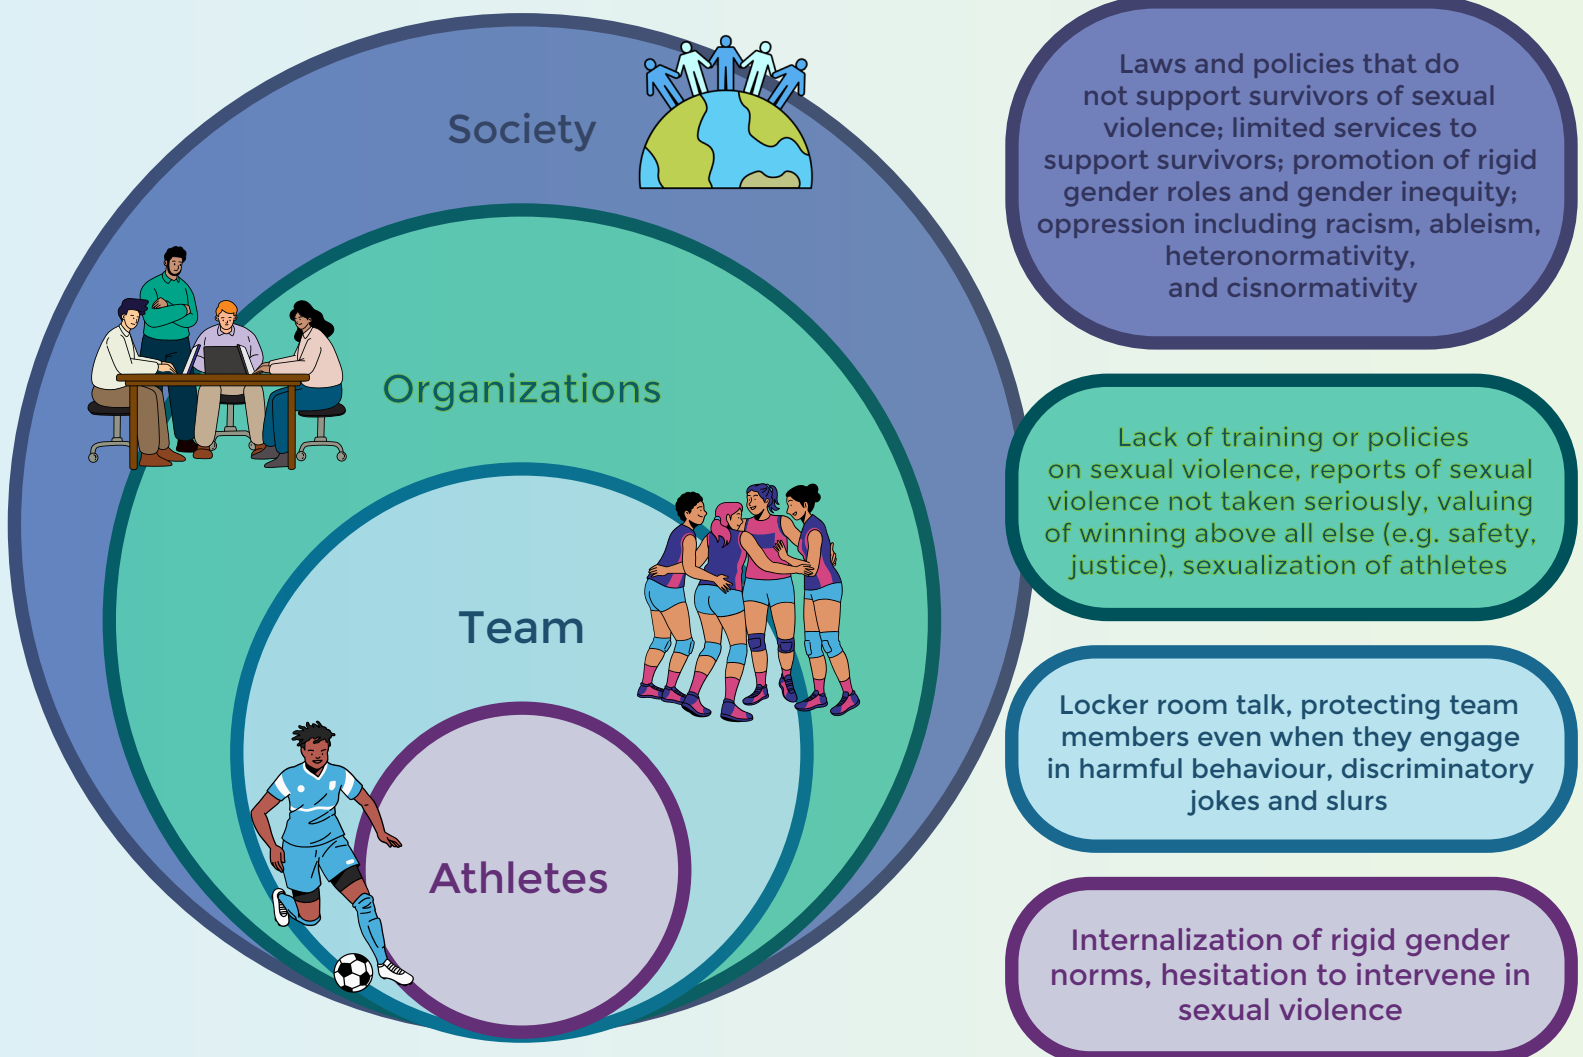 Society
Organizations
Team
Athletes
Laws and policies that do
not support survivors of sexual
violence; limited services to
support survivors; promotion of rigid
gender roles and gender inequity;
oppression including racism, ableism,
heteronormativity,
and cisnormativity
Lack of training or policies
on sexual violence, reports of sexual
violence not taken seriously, valuing
of winning above all else (e.g. safety,
justice), sexualization of athletes
Locker room talk, protecting team
members even when they engage
in harmful behaviour, discriminatory
jokes and slurs
Internalization of rigid gender
norms, hesitation to intervene in
sexual violence